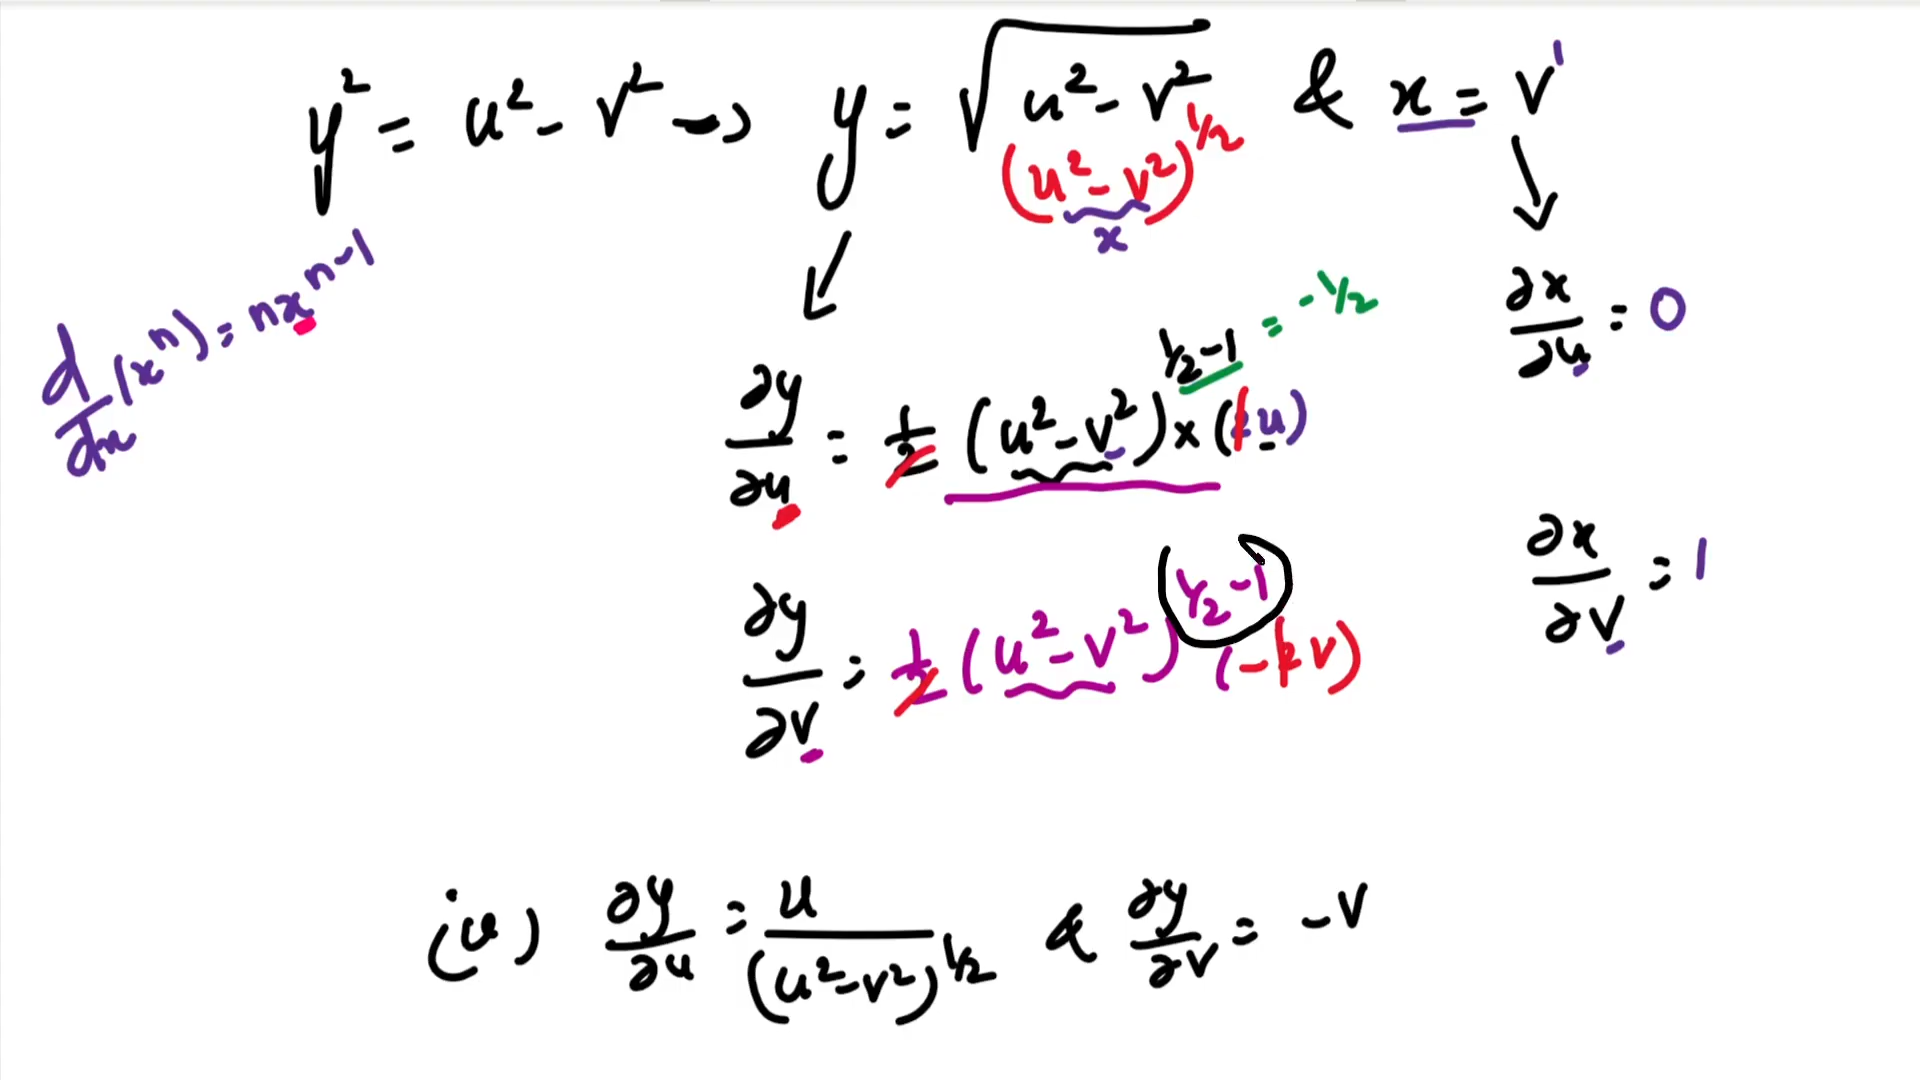 y² = u² - v² → y = √(u² - v²) & x = v¹
(u² - v²)^1/2
x
d/dx (xⁿ) = nxⁿ⁻¹
∂x/∂u = 0
∂y/∂u = 1/2 (u² - v²)^1/2-1 = -1/2 × (2u)
∂x/∂v = 1
∂y/∂v = 1/2 (u² - v²)^1/2-1 (-2v)
(ie) ∂y/∂u = u/(u² - v²)^1/2 & ∂y/∂v = -v